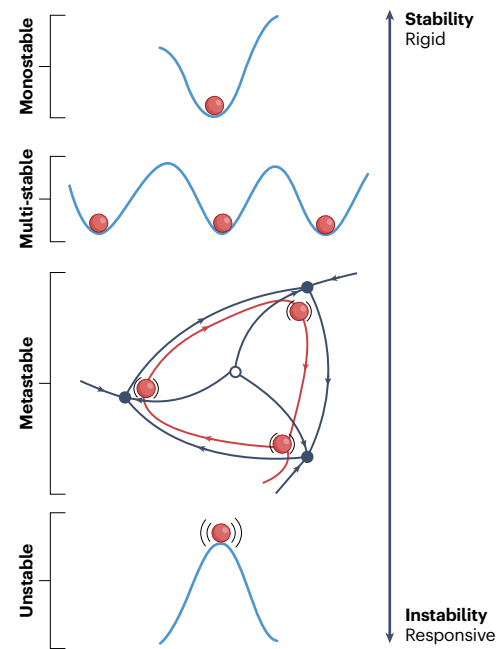 Monostable
Stability
Rigid
Multi-stable
Metastable
Unstable
Instability
Responsive